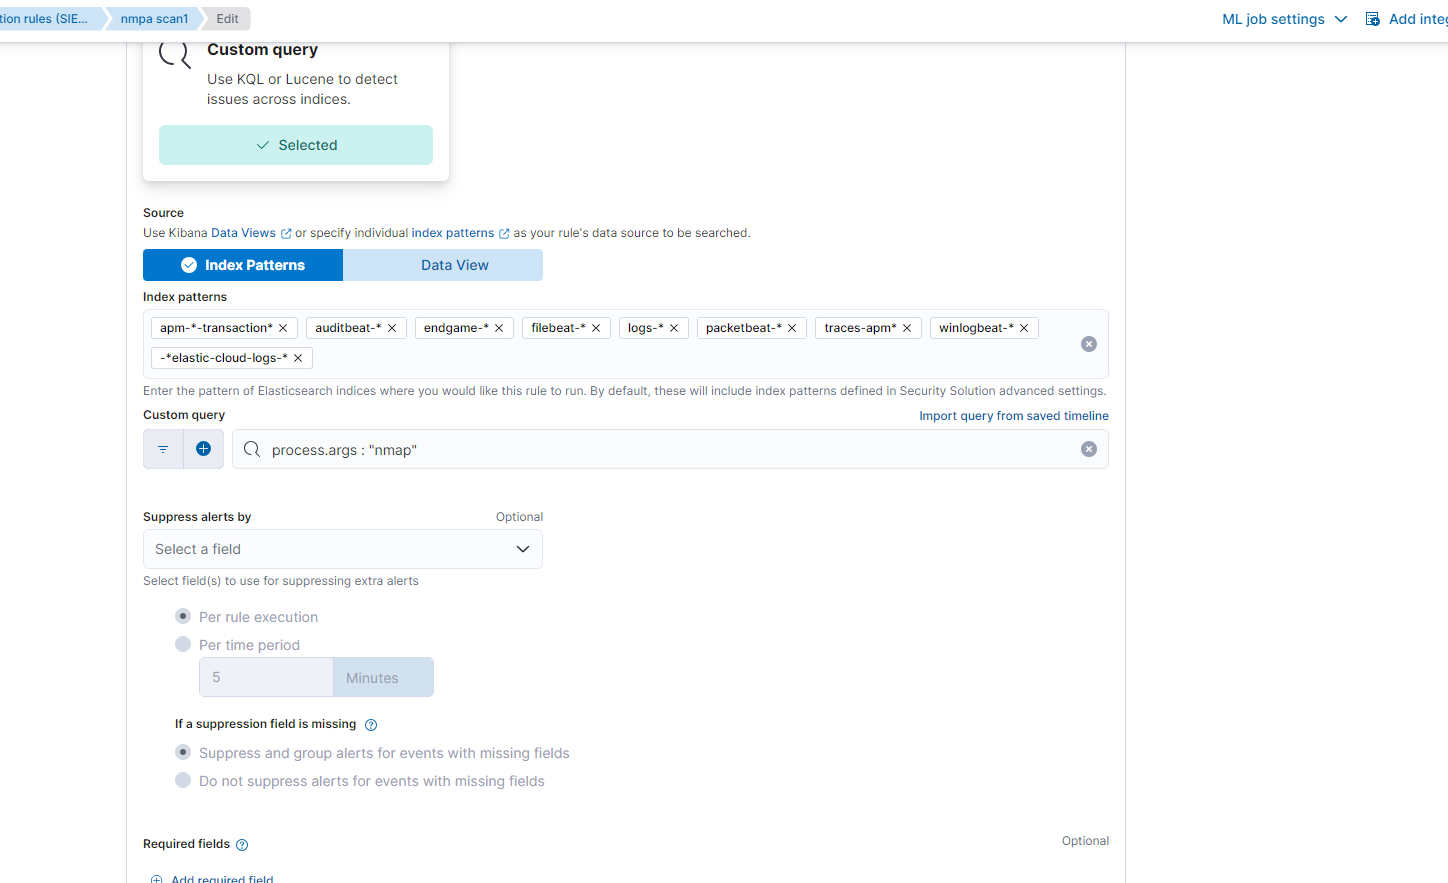 tion rules (SIE... nmpa scan1 Edit ML job settings Add integ
Custom query
Use KQL or Lucene to detect
issues across indices.
Selected
Source
Use Kibana Data Views or specify individual index patterns as your rule's data source to be searched.
Index Patterns Data View
Index patterns
apm-*-transaction* auditbeat-* endgame-* filebeat-* logs-* packetbeat-* traces-apm* winlogbeat-*
-*elastic-cloud-logs-*
Enter the pattern of Elasticsearch indices where you would like this rule to run. By default, these will include index patterns defined in Security Solution advanced settings.
Custom query Import query from saved timeline
process.args : "nmap"
Suppress alerts by Optional
Select a field
Select field(s) to use for suppressing extra alerts
Per rule execution
Per time period
5 Minutes
If a suppression field is missing
Suppress and group alerts for events with missing fields
Do not suppress alerts for events with missing fields
Required fields Optional
Add required field